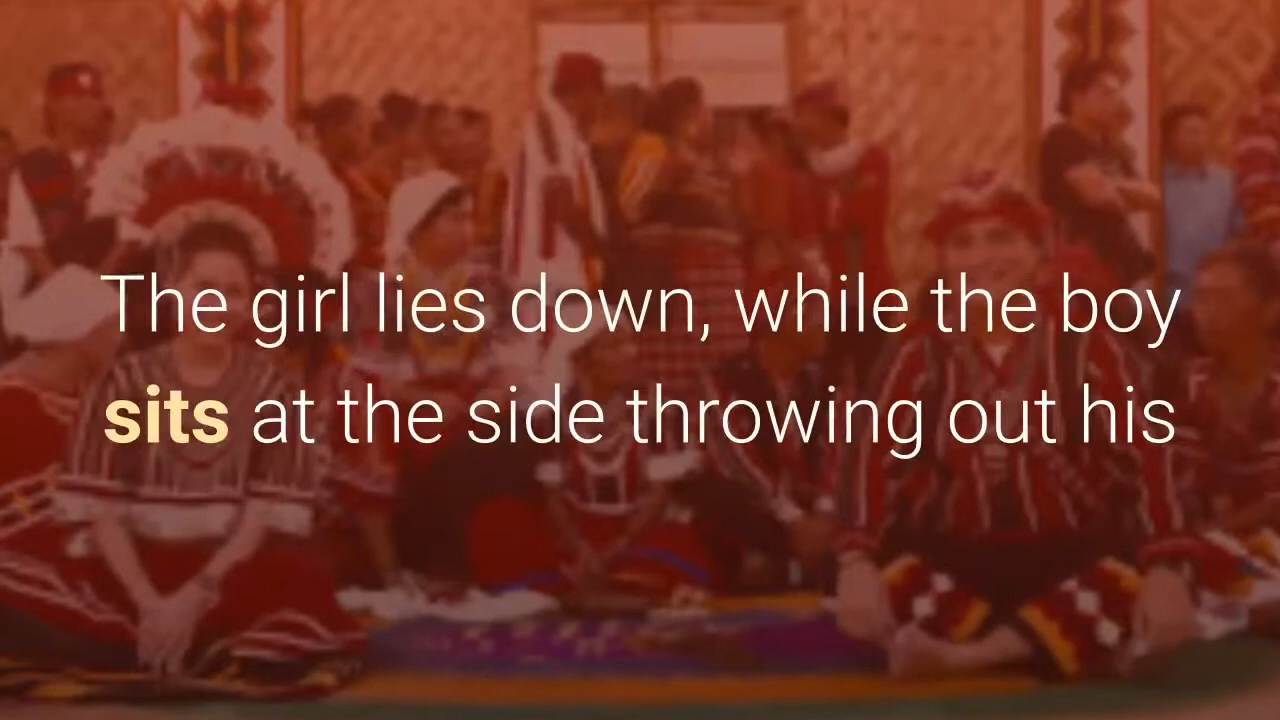 The girl lies down, while the boy
sits at the side throwing out his